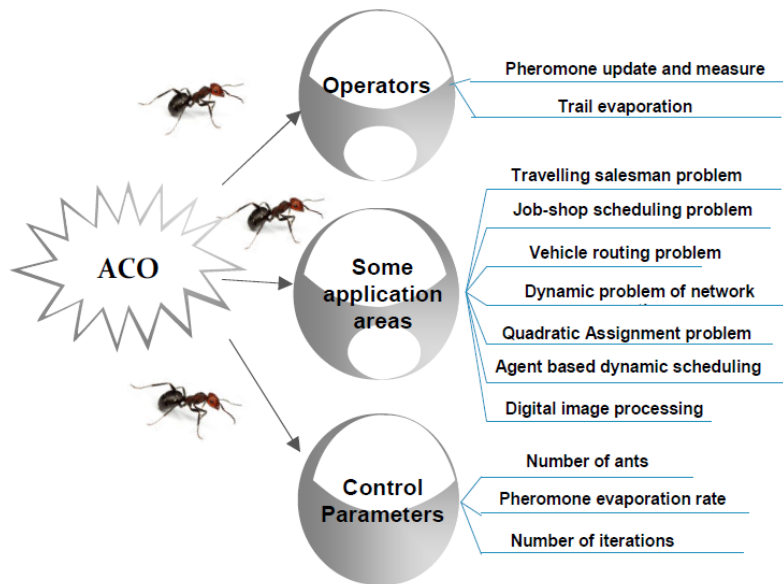 ACO
Operators
Pheromone update and measure
Trail evaporation
Some
application
areas
Travelling salesman problem
Job-shop scheduling problem
Vehicle routing problem
Dynamic problem of network
Quadratic Assignment problem
Agent based dynamic scheduling
Digital image processing
Control
Parameters
Number of ants
Pheromone evaporation rate
Number of iterations